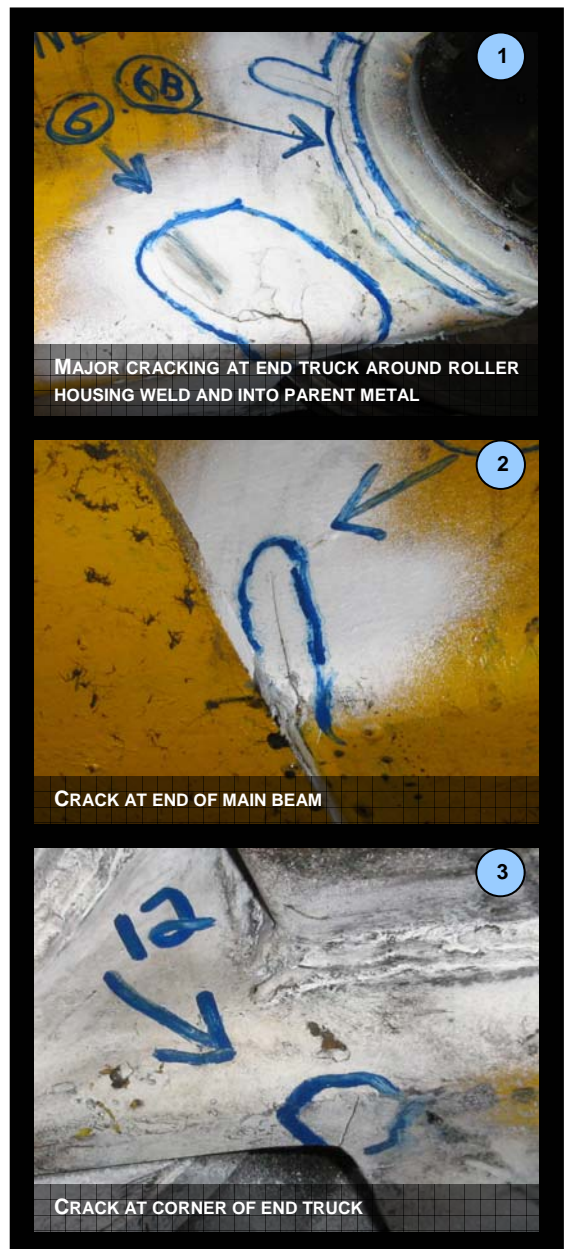 1
6B
6
MAJOR CRACKING AT END TRUCK AROUND ROLLER
HOUSING WELD AND INTO PARENT METAL
2
CRACK AT END OF MAIN BEAM
3
12
CRACK AT CORNER OF END TRUCK